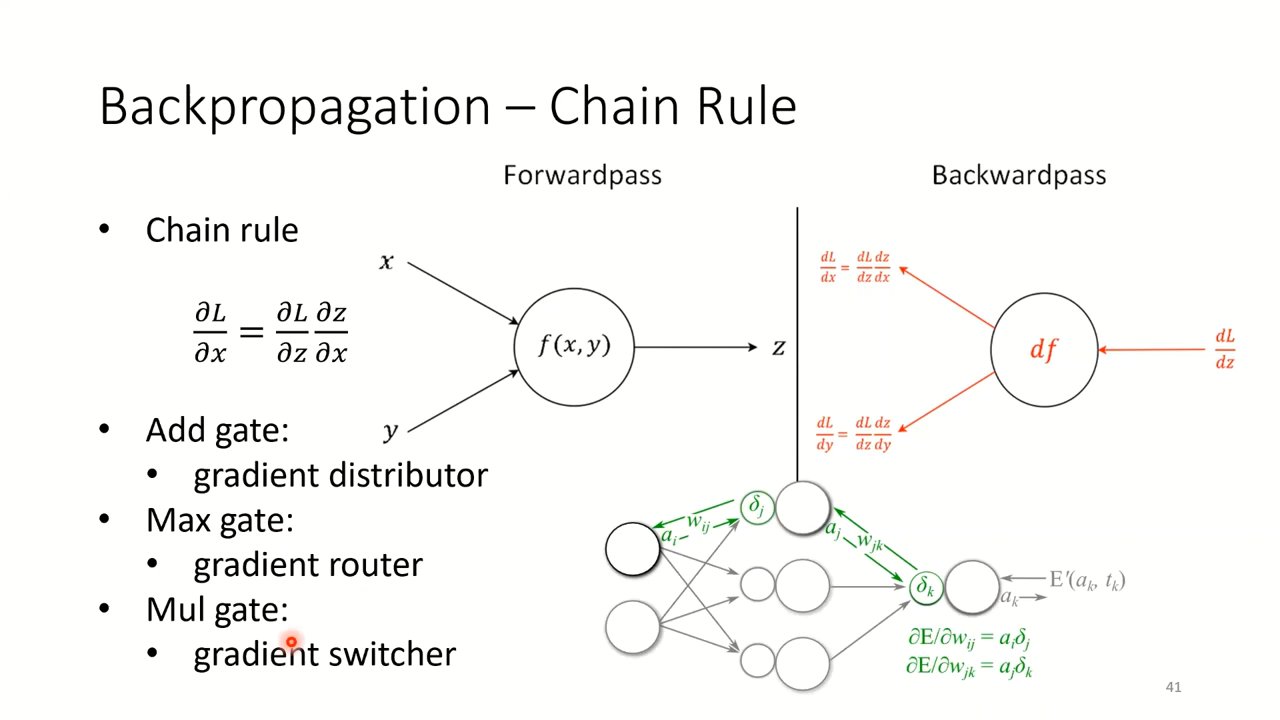 Backpropagation – Chain Rule
Forwardpass
Backwardpass
• Chain rule
∂L/∂x = ∂L/∂z ∂z/∂x
x
y
f(x, y)
z
dL/dx = dL/dz dz/dx
dL/dy = dL/dz dz/dy
df
dL/dz
• Add gate:
• gradient distributor
• Max gate:
• gradient router
• Mul gate:
• gradient switcher
δj
wij
ai
aj
wjk
δk
E′(ak, tk)
ak
∂E/∂wij = aiδj
∂E/∂wjk = ajδk
41